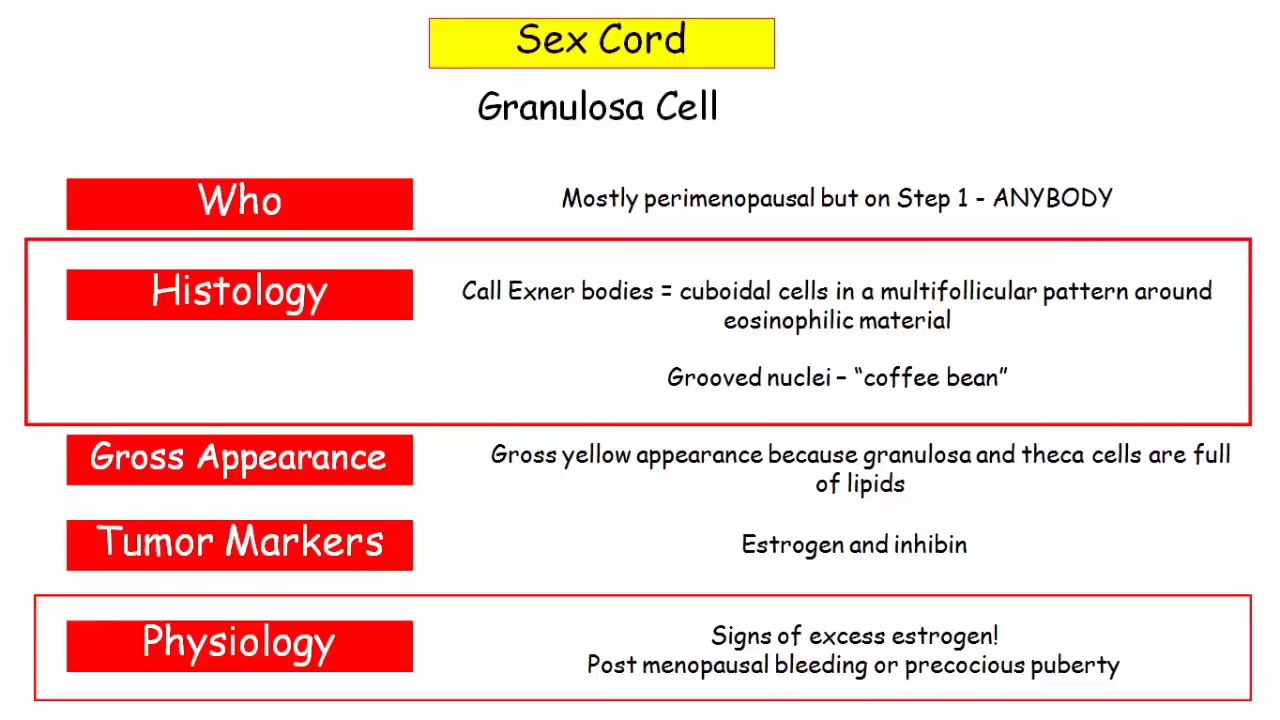 Sex Cord
Granulosa Cell
Who
Mostly perimenopausal but on Step 1 - ANYBODY
Histology
Call Exner bodies = cuboidal cells in a multifollicular pattern around
eosinophilic material
Grooved nuclei – “coffee bean”
Gross Appearance
Gross yellow appearance because granulosa and theca cells are full
of lipids
Tumor Markers
Estrogen and inhibin
Physiology
Signs of excess estrogen!
Post menopausal bleeding or precocious puberty